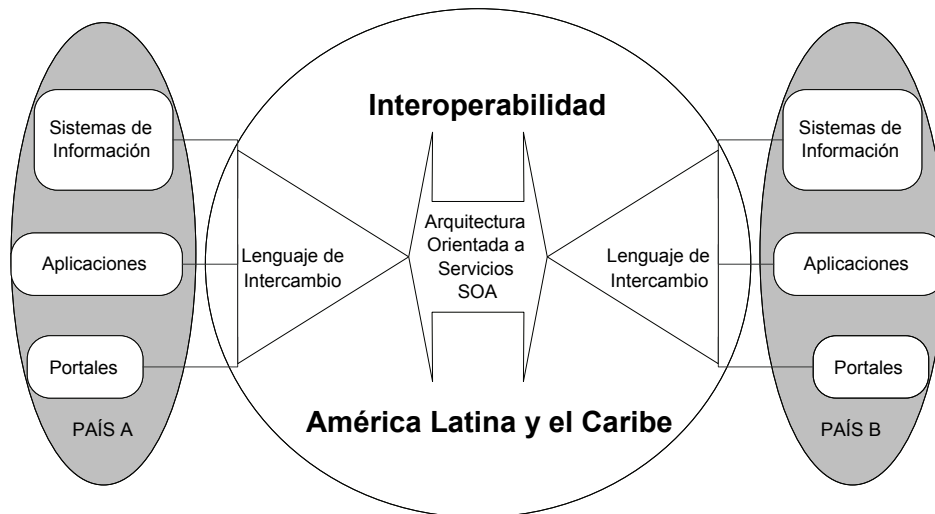 Sistemas de
Información
Aplicaciones
Portales
PAÍS A
Interoperabilidad
Lenguaje de
Intercambio
Arquitectura
Orientada a
Servicios
SOA
Lenguaje de
Intercambio
América Latina y el Caribe
Sistemas de
Información
Aplicaciones
Portales
PAÍS B